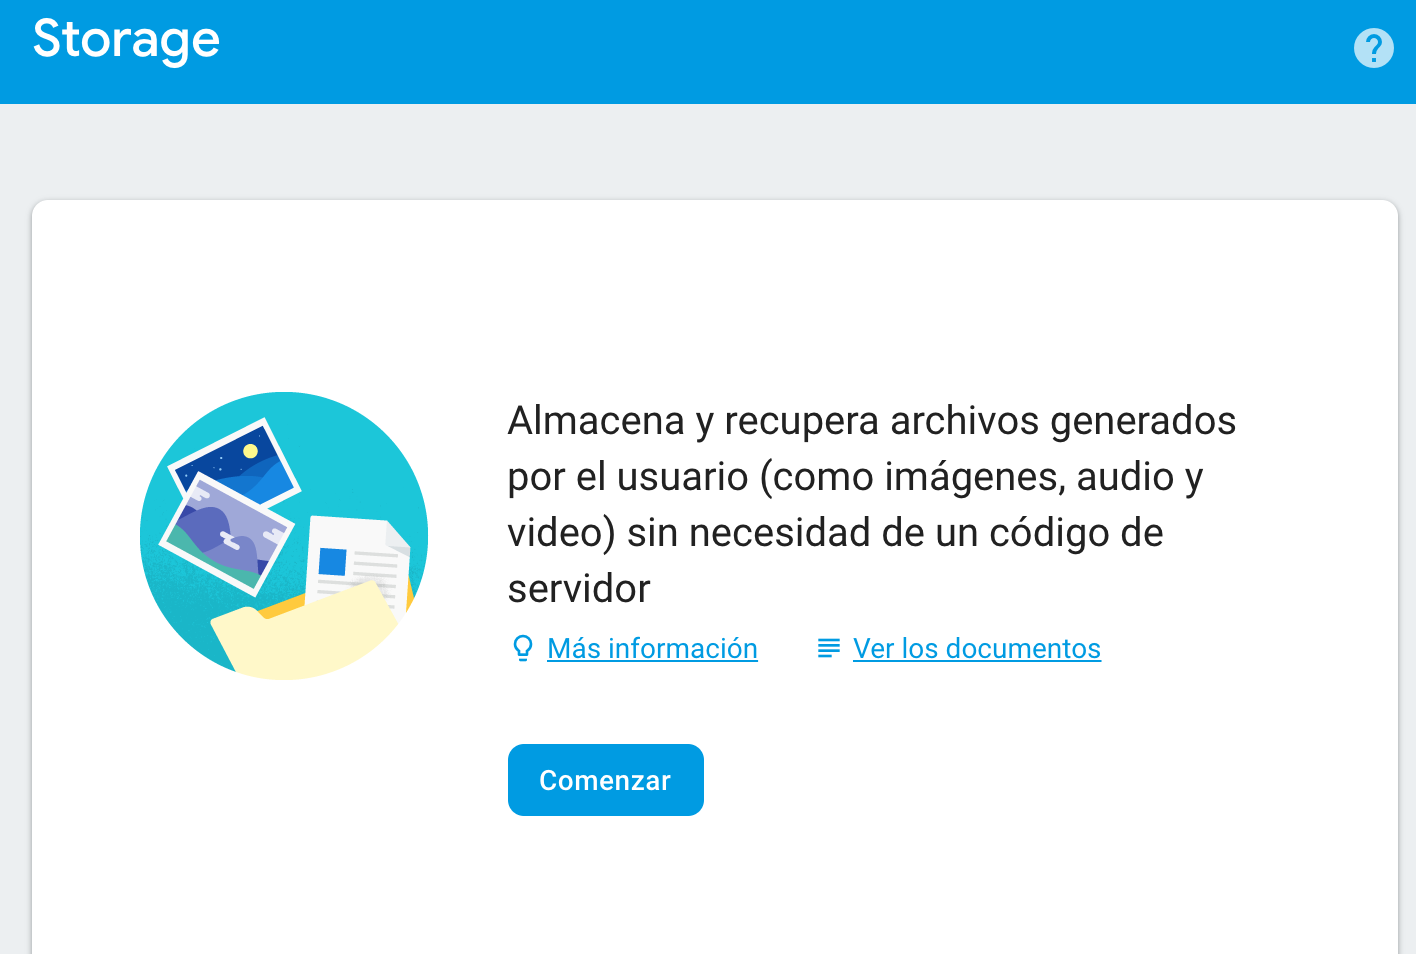 Storage
?
Almacena y recupera archivos generados
por el usuario (como imágenes, audio y
video) sin necesidad de un código de
servidor
Más información
Ver los documentos
Comenzar